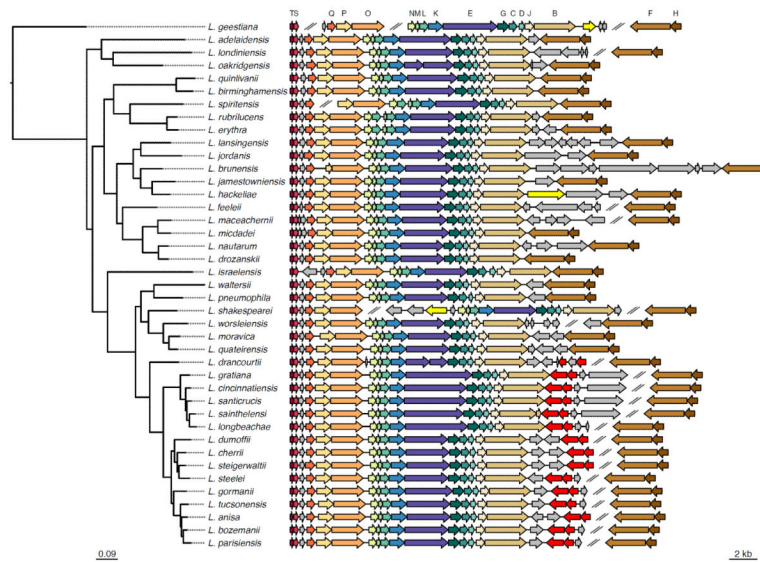 TS Q P O NM L K E G C D J B F H
L. geestiana
L. adelaidensis
L. londiniensis
L. oakridgensis
L. quinlivanii
L. birminghamensis
L. spiritensis
L. rubrilucens
L. erythra
L. lansingensis
L. jordanis
L. brunensis
L. jamestowniensis
L. hackeliae
L. feeleii
L. maceachernii
L. micdadei
L. nautarum
L. drozanskii
L. israelensis
L. waltersii
L. pneumophila
L. shakespearei
L. worsleiensis
L. moravica
L. quateirensis
L. drancourtii
L. gratiana
L. cincinnatiensis
L. santicrucis
L. sainthelensi
L. longbeachae
L. dumoffii
L. cherrii
L. steigerwaltii
L. steelei
L. gormanii
L. tucsonensis
L. anisa
L. bozemanii
L. parisiensis
0.09 2 kb